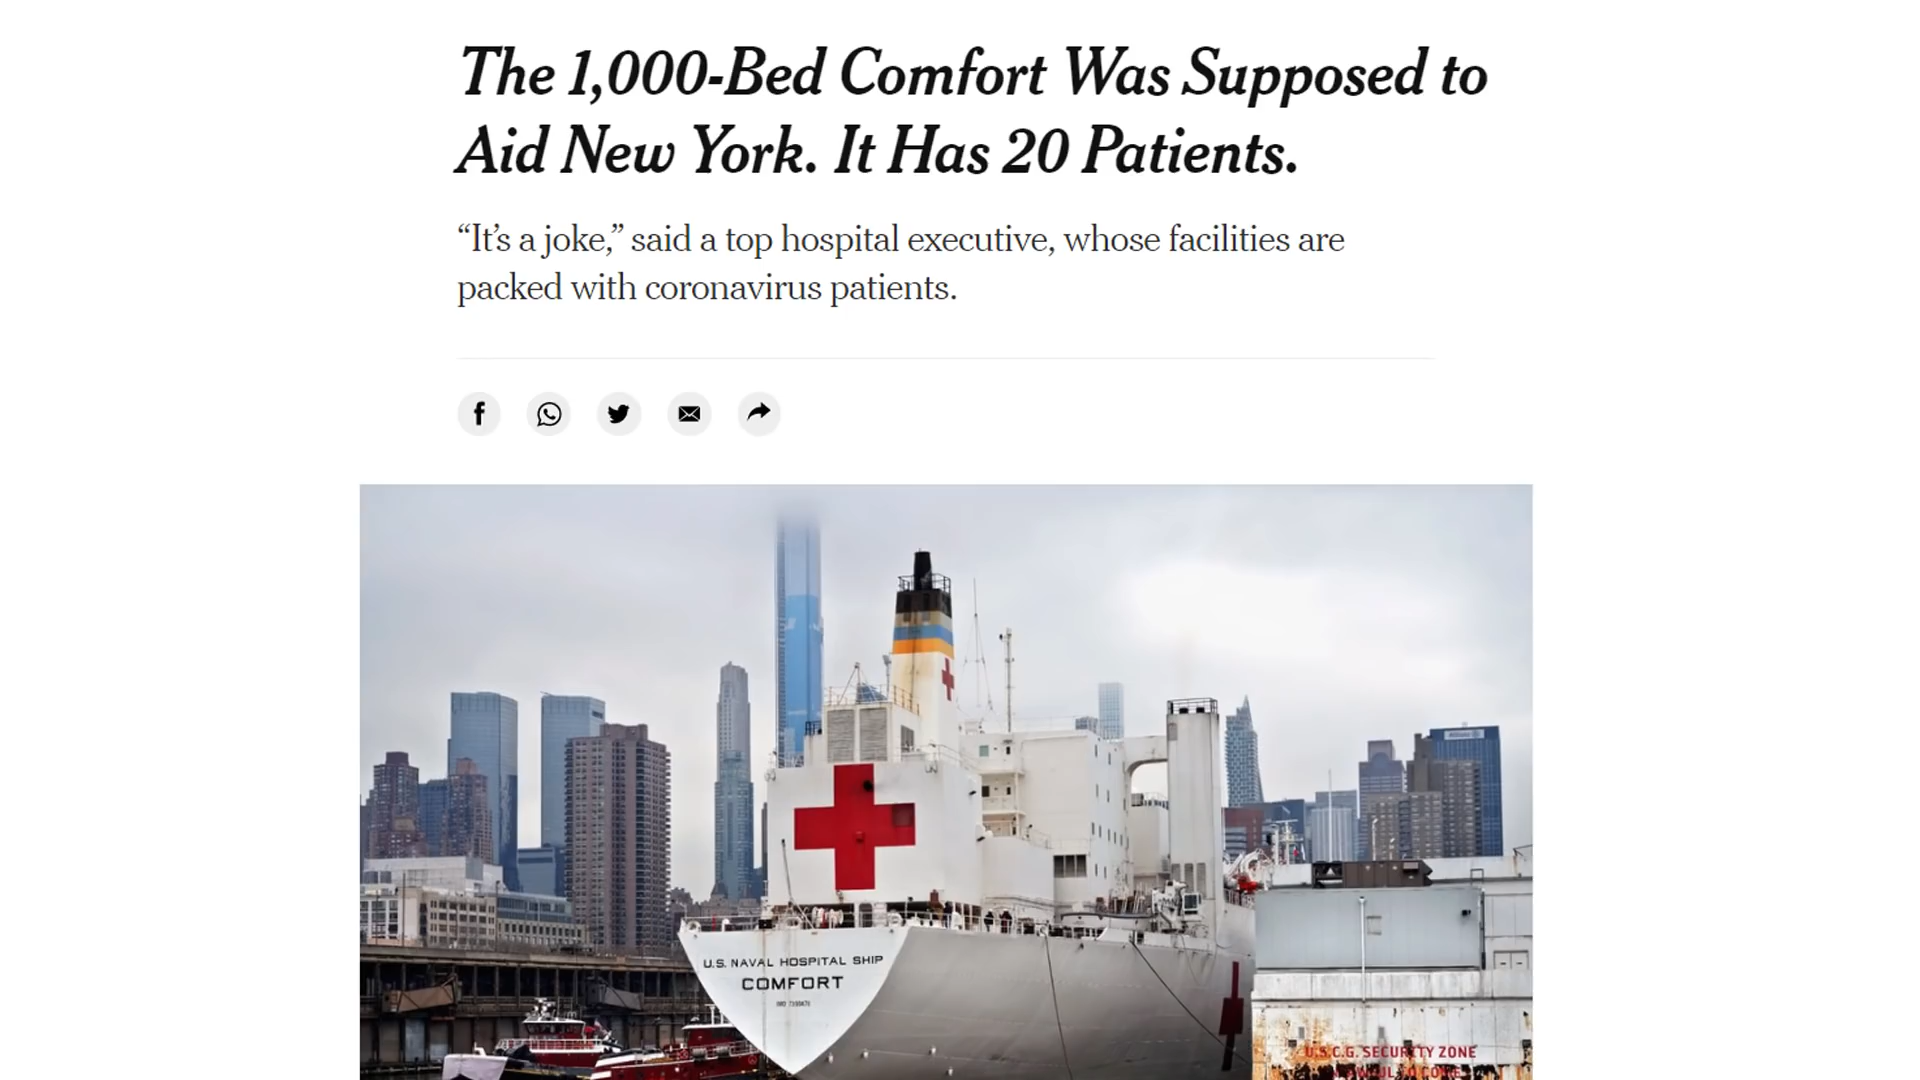 The 1,000-Bed Comfort Was Supposed to
Aid New York. It Has 20 Patients.
“It’s a joke,” said a top hospital executive, whose facilities are
packed with coronavirus patients.
Allianz
U.S. NAVAL HOSPITAL SHIP
COMFORT
U.S.C.G. SECURITY ZONE